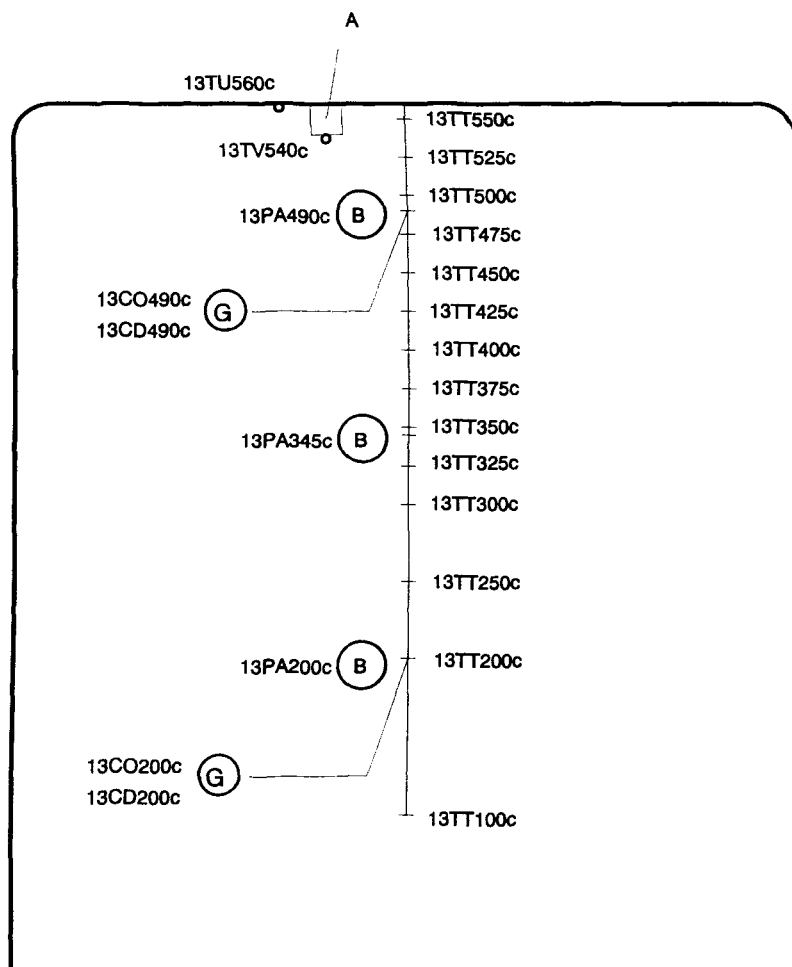 A
13TU560c
13TT550c
13TV540c
13TT525c
13TT500c
13PA490c B
13TT475c
13TT450c
13CO490c G
13CD490c
13TT425c
13TT400c
13TT375c
13TT350c
13PA345c B
13TT325c
13TT300c
13TT250c
13PA200c B
13TT200c
13CO200c G
13CD200c
13TT100c